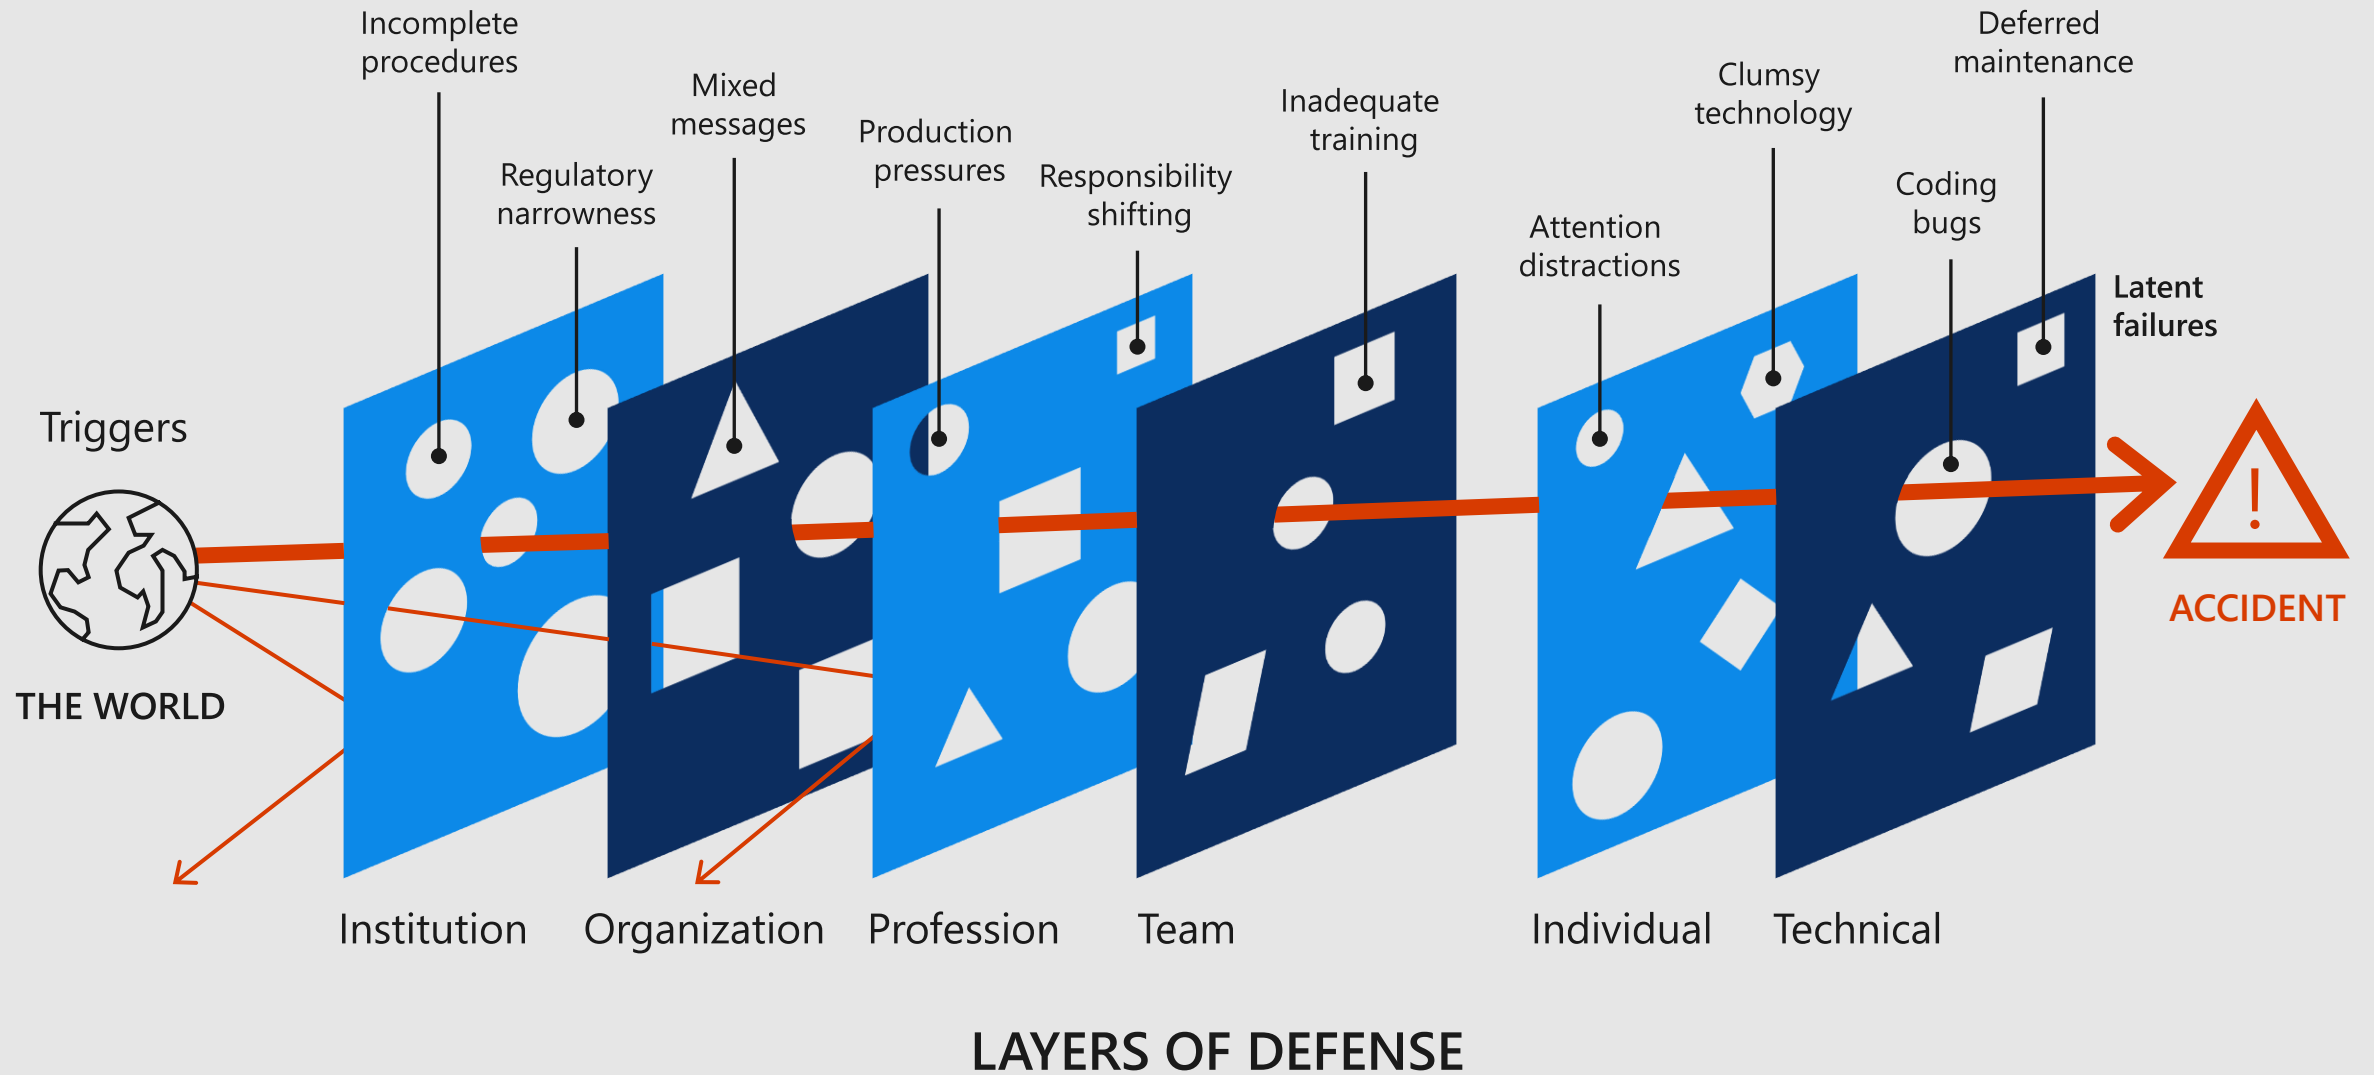 Incomplete
procedures
Regulatory
narrowness
Mixed
messages
Production
pressures
Responsibility
shifting
Inadequate
training
Attention
distractions
Clumsy
technology
Coding
bugs
Deferred
maintenance
Latent
failures
Triggers
THE WORLD
!
ACCIDENT
Institution
Organization
Profession
Team
Individual
Technical
LAYERS OF DEFENSE